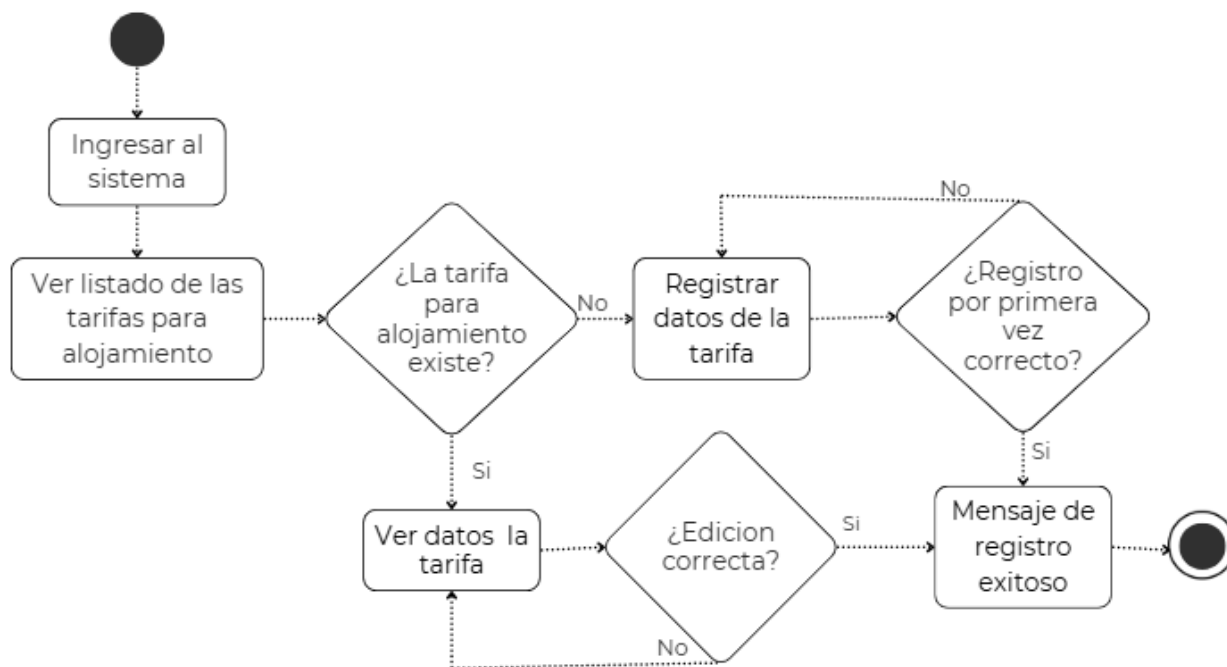 Ingresar al
sistema
Ver listado de las
tarifas para
alojamiento
¿La tarifa
para
alojamiento
existe?
No
Registrar
datos de la
tarifa
No
¿Registro
por primera
vez
correcto?
Si
Si
Ver datos la
tarifa
¿Edicion
correcta?
Si
No
Mensaje de
registro
exitoso